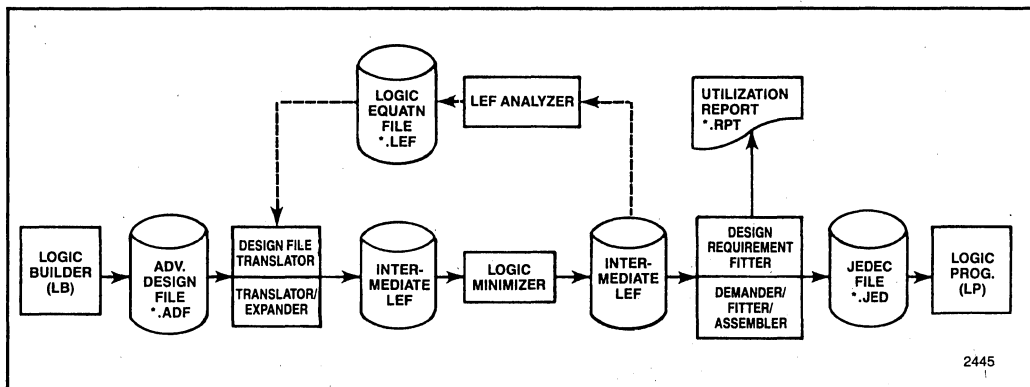 LOGIC
EQUATN
FILE
*.LEF
LEF ANALYZER
UTILIZATION
REPORT
*.RPT
LOGIC
BUILDER
(LB)
ADV.
DESIGN
FILE
*.ADF
DESIGN FILE
TRANSLATOR
TRANSLATOR/
EXPANDER
INTER-
MEDIATE
LEF
LOGIC
MINIMIZER
INTER-
MEDIATE
LEF
DESIGN
REQUIREMENT
FITTER
DEMANDER/
FITTER/
ASSEMBLER
JEDEC
FILE
*.JED
LOGIC
PROG.
(LP)
2445